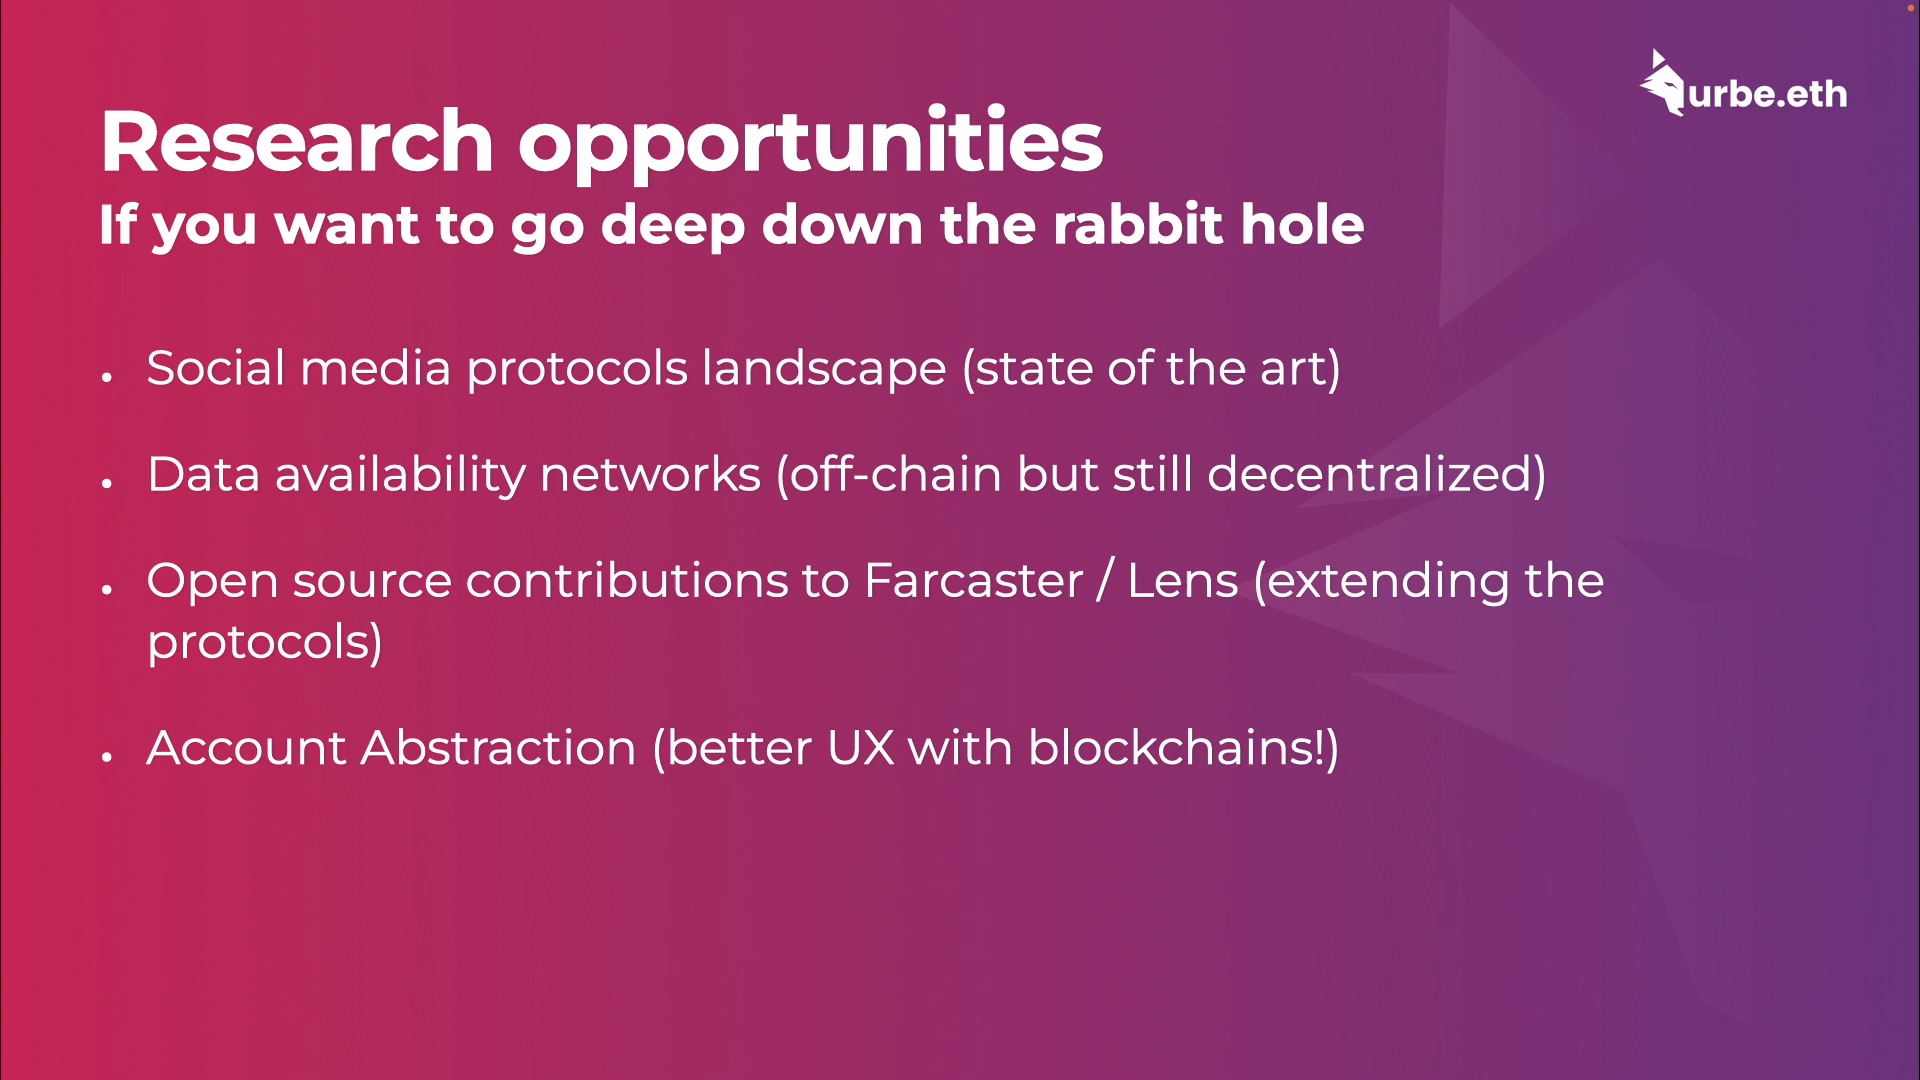 urbe.eth
Research opportunities
If you want to go deep down the rabbit hole
• Social media protocols landscape (state of the art)
• Data availability networks (off-chain but still decentralized)
• Open source contributions to Farcaster / Lens (extending the
protocols)
• Account Abstraction (better UX with blockchains!)